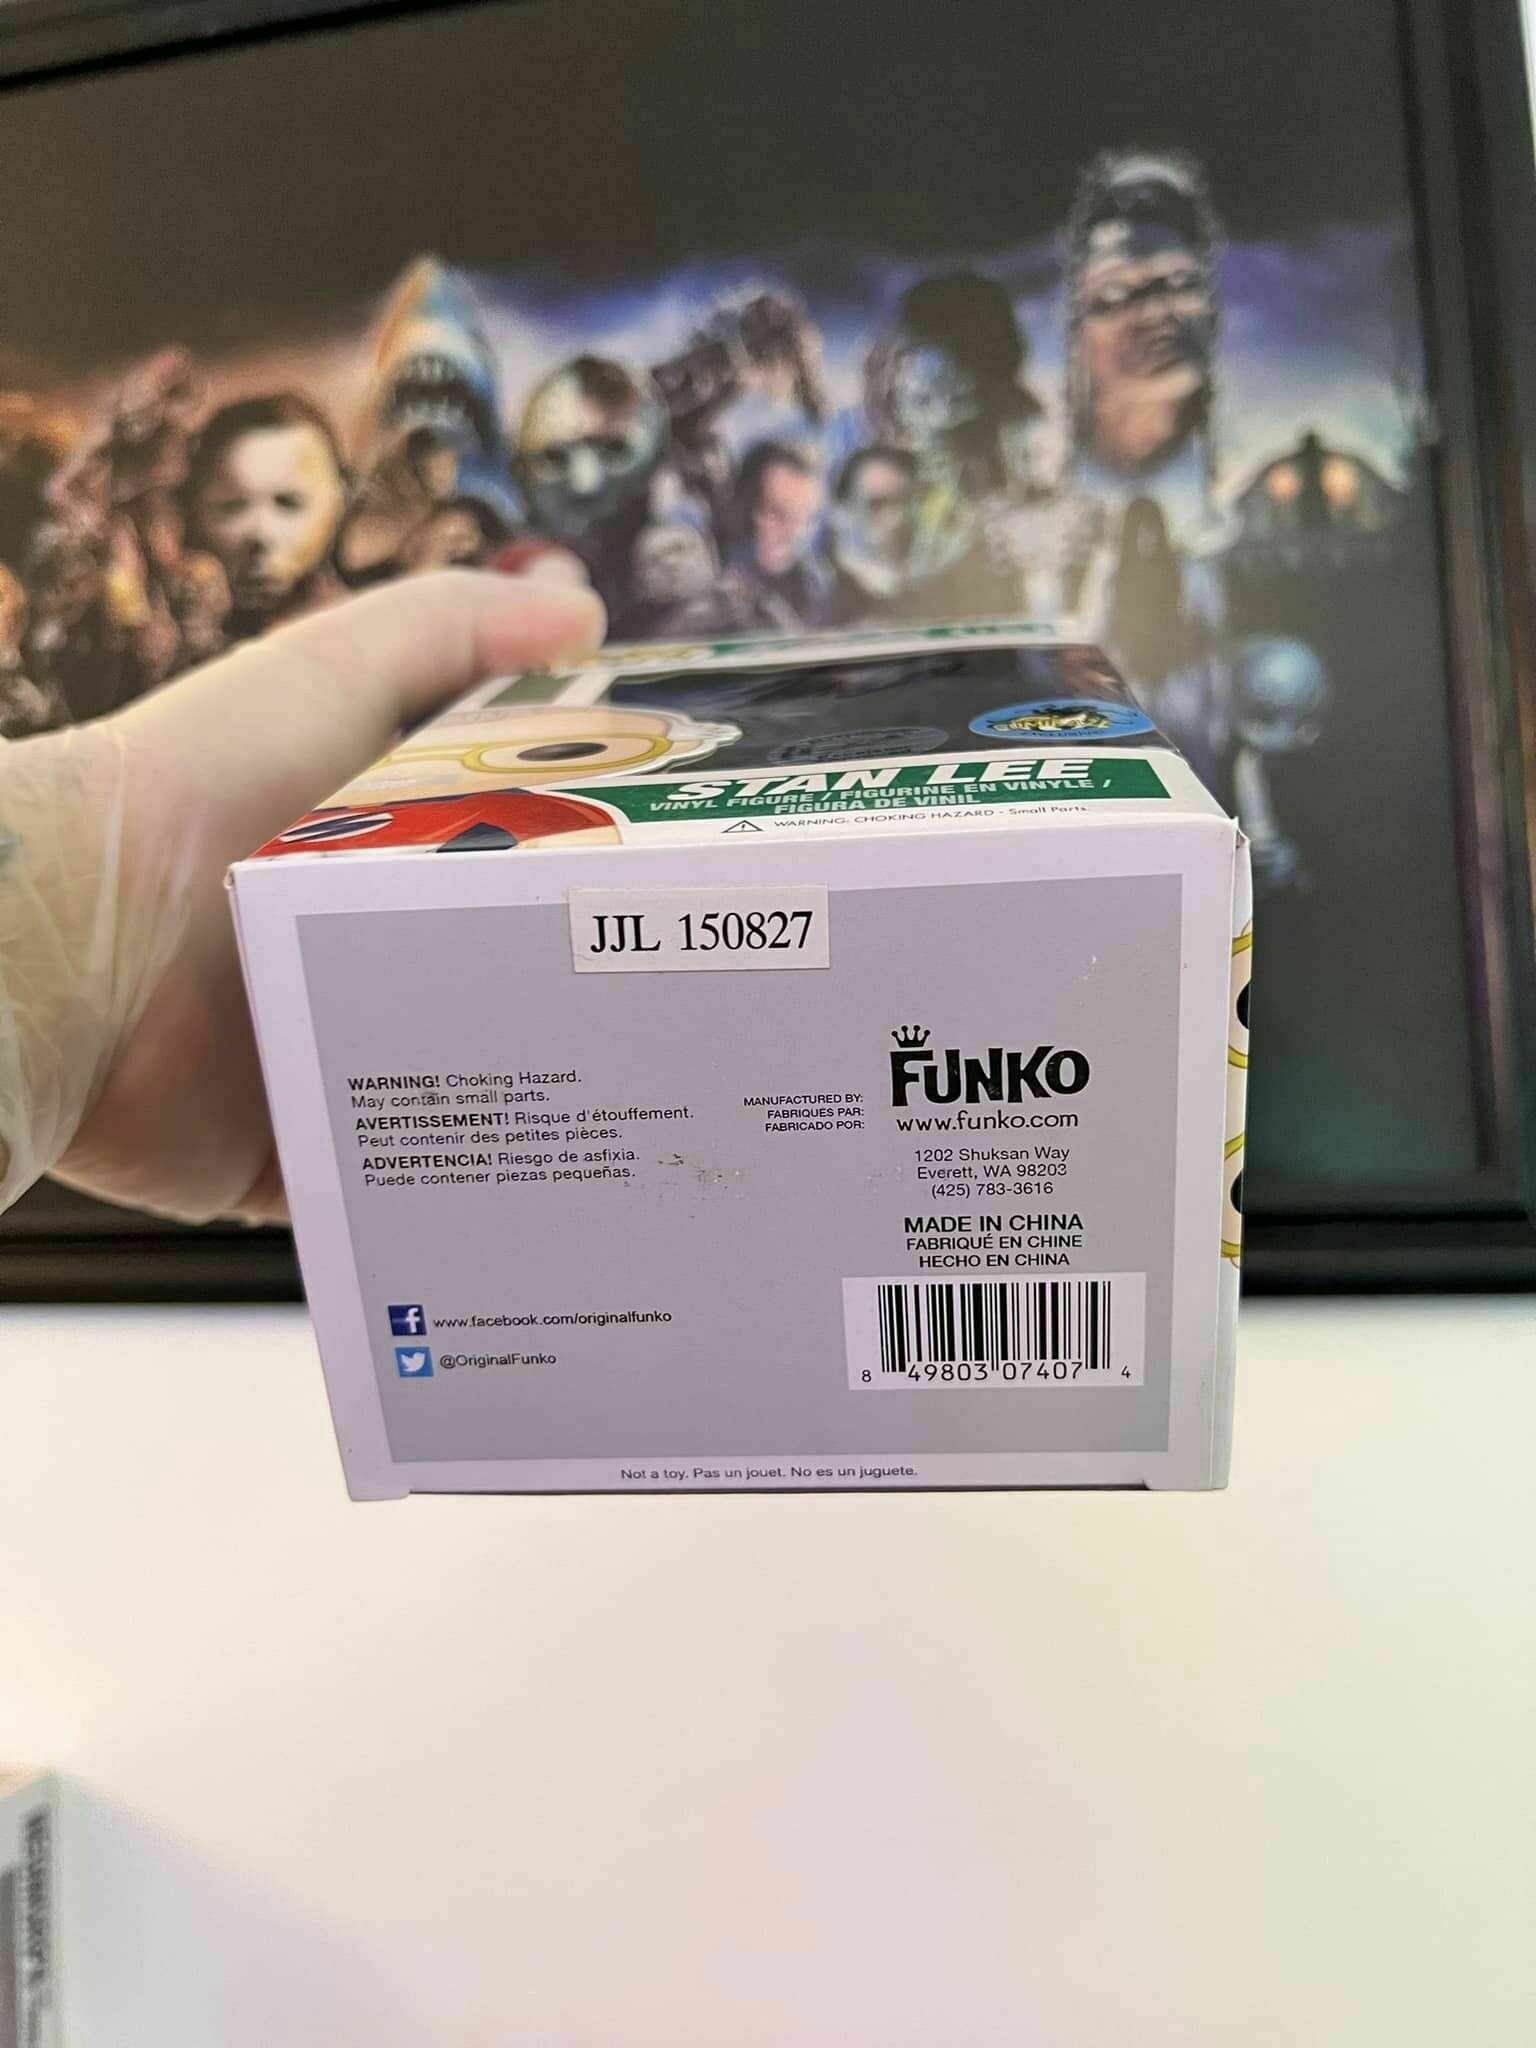 STAN LEE
VINYL FIGURE / FIGURINE EN VINYLE /
FIGURA DE VINIL
WARNING: CHOKING HAZARD - Small Parts.
JJL 150827
WARNING! Choking Hazard.
May contain small parts.
AVERTISSEMENT! Risque d'étouffement.
Peut contenir des petites pièces.
ADVERTENCIA! Riesgo de asfixia.
Puede contener piezas pequeñas.
MANUFACTURED BY:
FABRIQUÉS PAR:
FABRICADO POR:
FUNKO
www.funko.com
1202 Shuksan Way
Everett, WA 98203
(425) 783-3616
MADE IN CHINA
FABRIQUÉ EN CHINE
HECHO EN CHINA
8 49803 07407 4
f www.facebook.com/originalfunko
@OriginalFunko
Not a toy. Pas un jouet. No es un juguete.